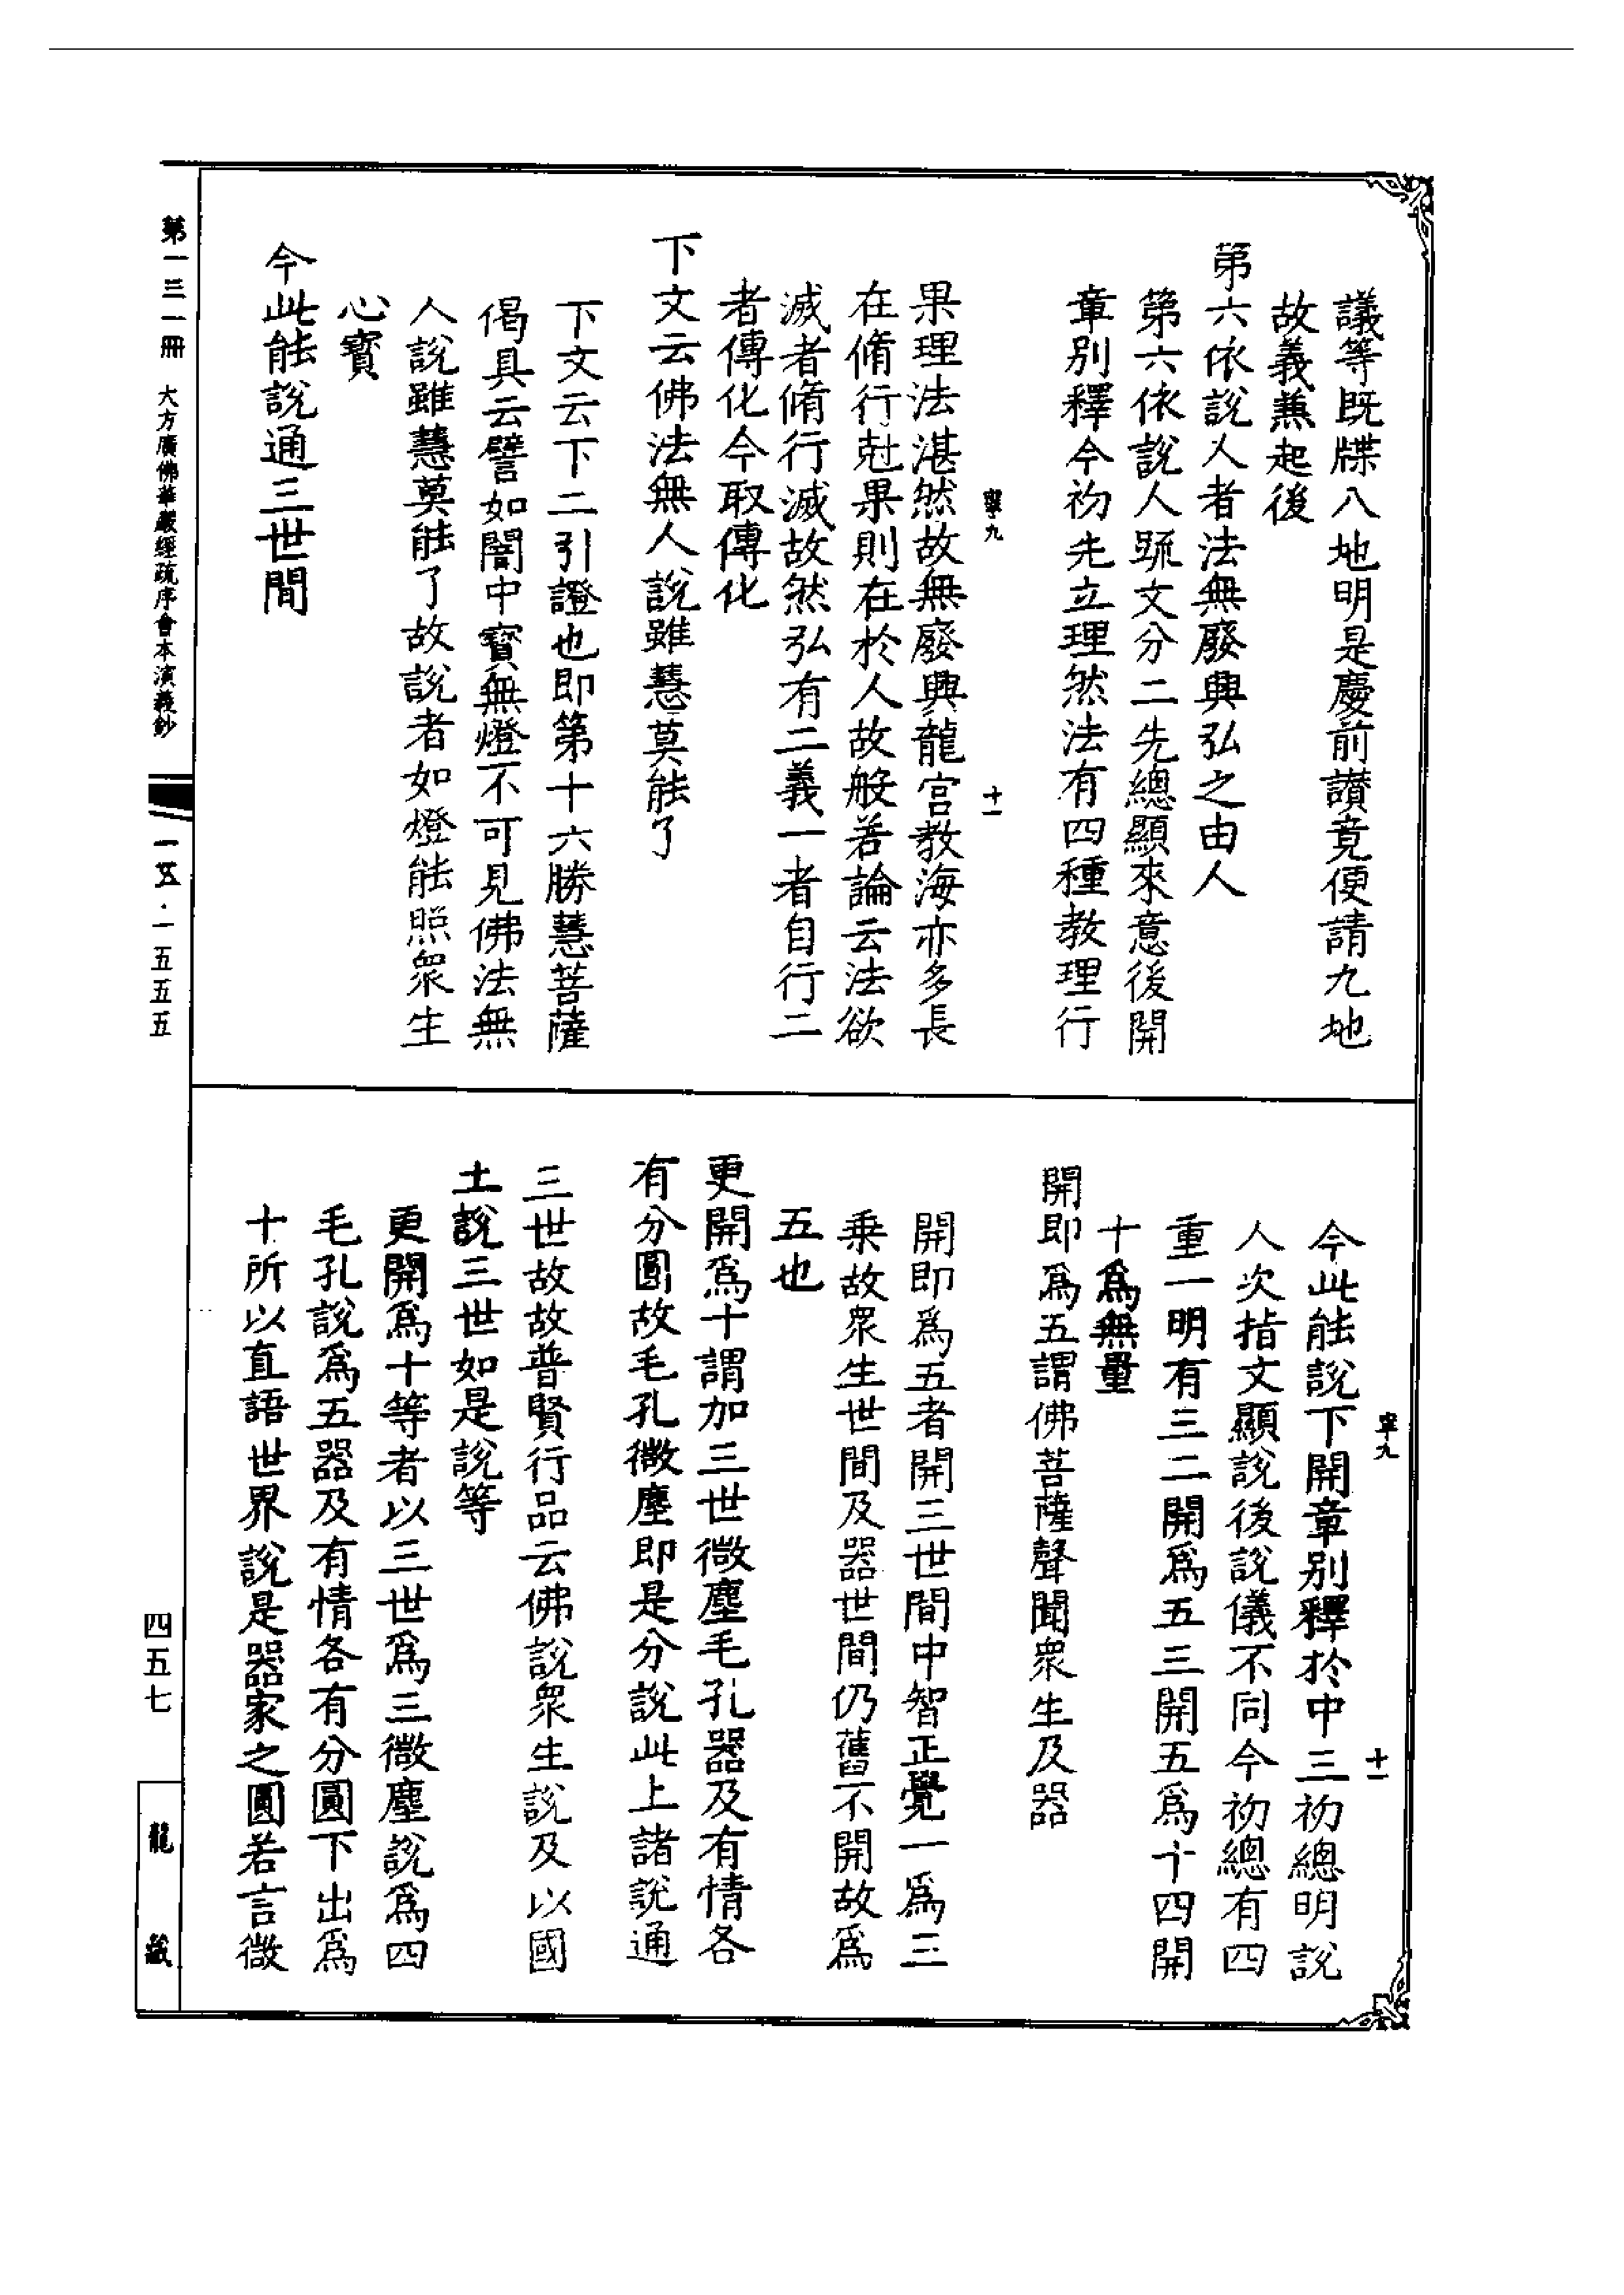 議等既牒八地明是慶前讃竟便請九地
故義兼起後
第六依說人者法無廢興弘之由人
第六依說人䟽文分二先總顯來意後開
章別釋今初先立理然法有四種教理行
寧九
十一
果理法湛然故無廢興龍宮教海亦多長
在脩行尅果則在於人故般若論云法欲
滅者脩行滅故然弘有二義一者自行二
者傳化今取傳化
下文云佛法無人說雖慧莫能了
下文云下二引證也即第十六勝慧菩薩
偈具云譬如闇中寶無燈不可見佛法無
人說雖慧莫能了故說者如燈能照衆生
心寶
今此能說通三世間
寧九
十一
今此能說下開章別釋於中三初總明說
人次指文顯說後說儀不同今初總有四
重一明有三二開爲五三開五爲十四開
十爲無量
開即爲五謂佛菩薩聲聞衆生及器
開即爲五者開三世間中智正覺一爲三
乗故衆生世間及器世間仍舊不開故爲
五也
更開爲十謂加三世微塵毛孔器及有情各
有分圓故毛孔微塵即是分說此上諸說通
三世故故普賢行品云佛說衆生說及以國
土說三世如是說等
更開爲十等者以三世爲三微塵說爲四
毛孔說爲五器及有情各有分圓下出爲
十所以直語世界說是器家之圓若言微
第一三一冊 大方廣佛華嚴經疏序會本演義鈔
一五·一五五五
四五七
龍藏